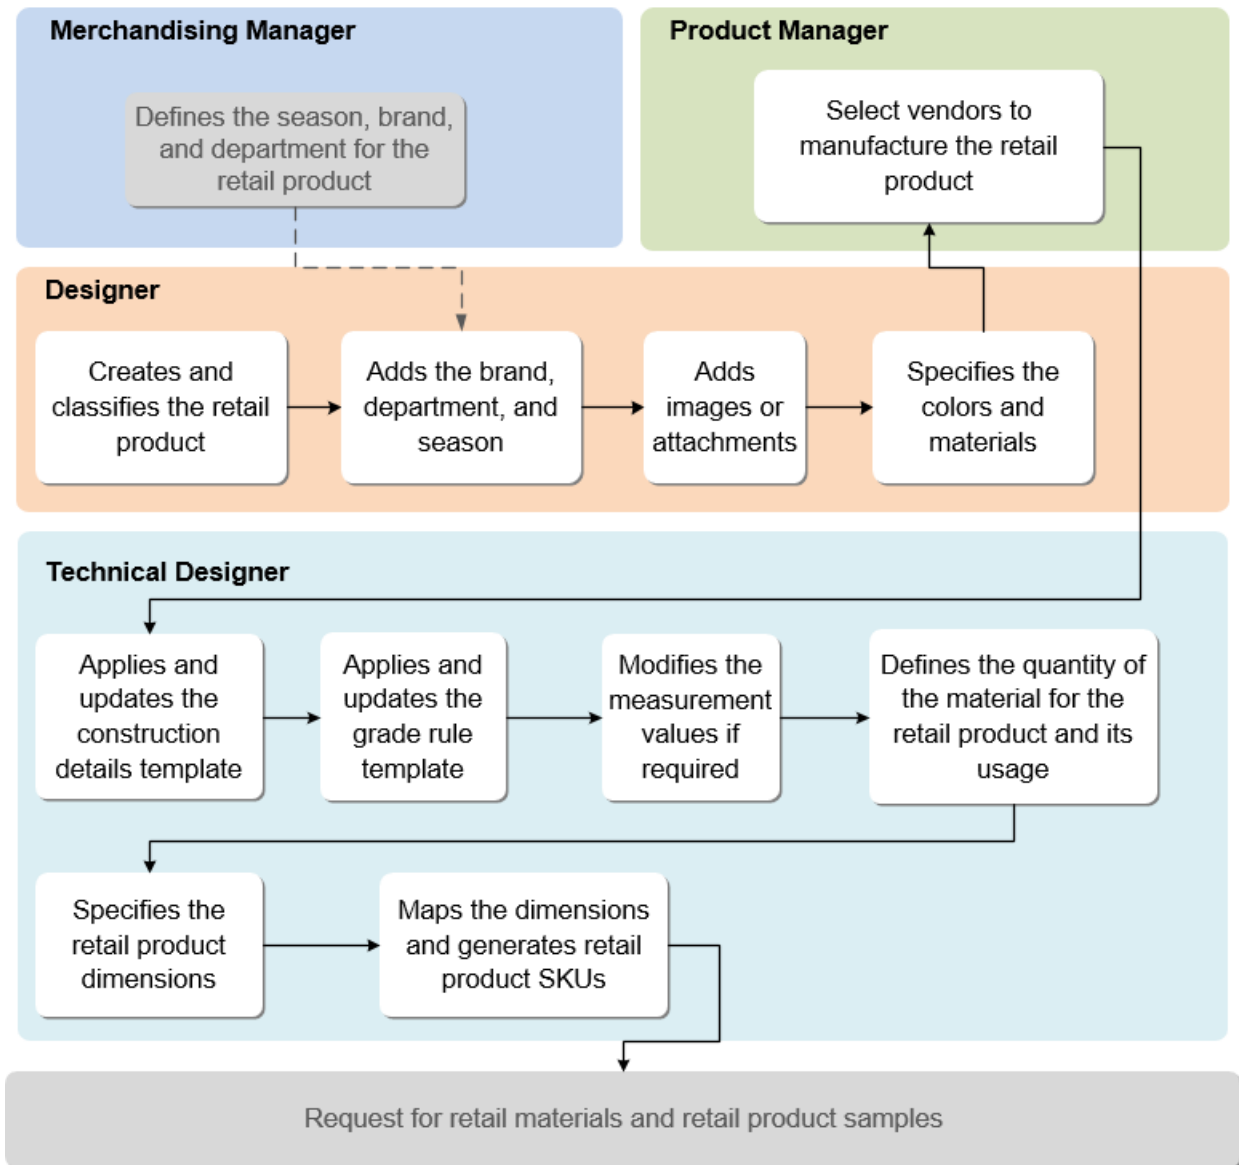 Merchandising Manager
Defines the season, brand,
and department for the
retail product
Product Manager
Select vendors to
manufacture the retail
product
Designer
Creates and
classifies the retail
product
Adds the brand,
department, and
season
Adds
images or
attachments
Specifies the
colors and
materials
Technical Designer
Applies and
updates the
construction
details template
Applies and
updates the
grade rule
template
Modifies the
measurement
values if
required
Defines the quantity of
the material for the
retail product and its
usage
Specifies the
retail product
dimensions
Maps the dimensions
and generates retail
product SKUs
Request for retail materials and retail product samples